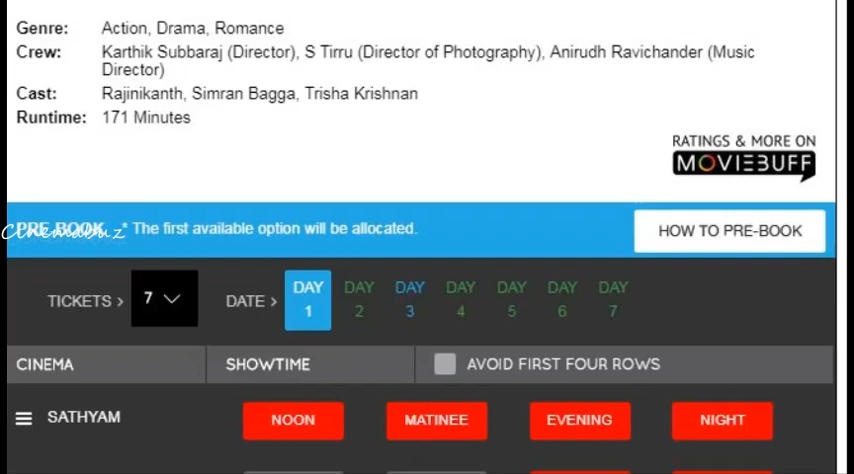 Genre: Action, Drama, Romance
Crew: Karthik Subbaraj (Director), S Tirru (Director of Photography), Anirudh Ravichander (Music
Director)
Cast: Rajinikanth, Simran Bagga, Trisha Krishnan
Runtime: 171 Minutes
RATINGS & MORE ON
MOVIEBUFF
PRE-BOOK * The first available option will be allocated.
Cinemabuz
HOW TO PRE-BOOK
TICKETS > 7 DATE > DAY 1 DAY 2 DAY 3 DAY 4 DAY 5 DAY 6 DAY 7
CINEMA SHOWTIME AVOID FIRST FOUR ROWS
SATHYAM NOON MATINEE EVENING NIGHT